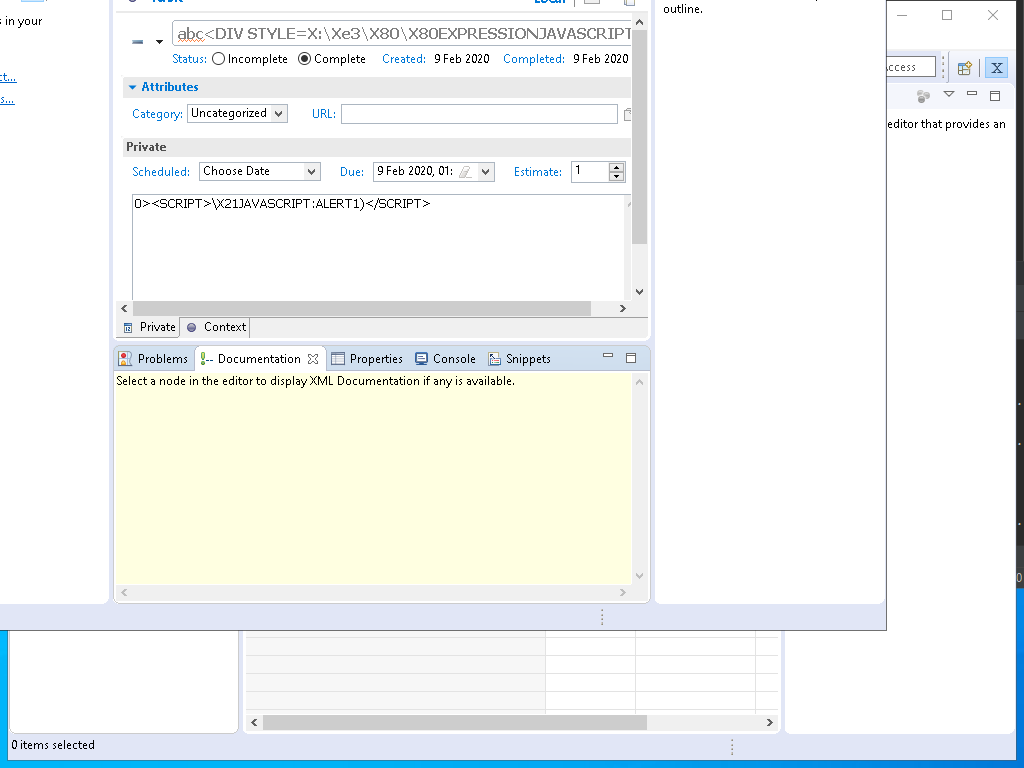 s in your
outline.
abc<DIV STYLE=X:\Xe3\X80\X80EXPRESSIONJAVASCRIPT
Status: Incomplete Complete Created: 9 Feb 2020 Completed: 9 Feb 2020
ct...
ccess
Attributes
s...
Category: Uncategorized URL:
editor that provides an
Private
Scheduled: Choose Date Due: 9 Feb 2020, 01: Estimate: 1
0><SCRIPT>\X21JAVASCRIPT:ALERT1)</SCRIPT>
Private Context
Problems Documentation Properties Console Snippets
Select a node in the editor to display XML Documentation if any is available.
0 items selected